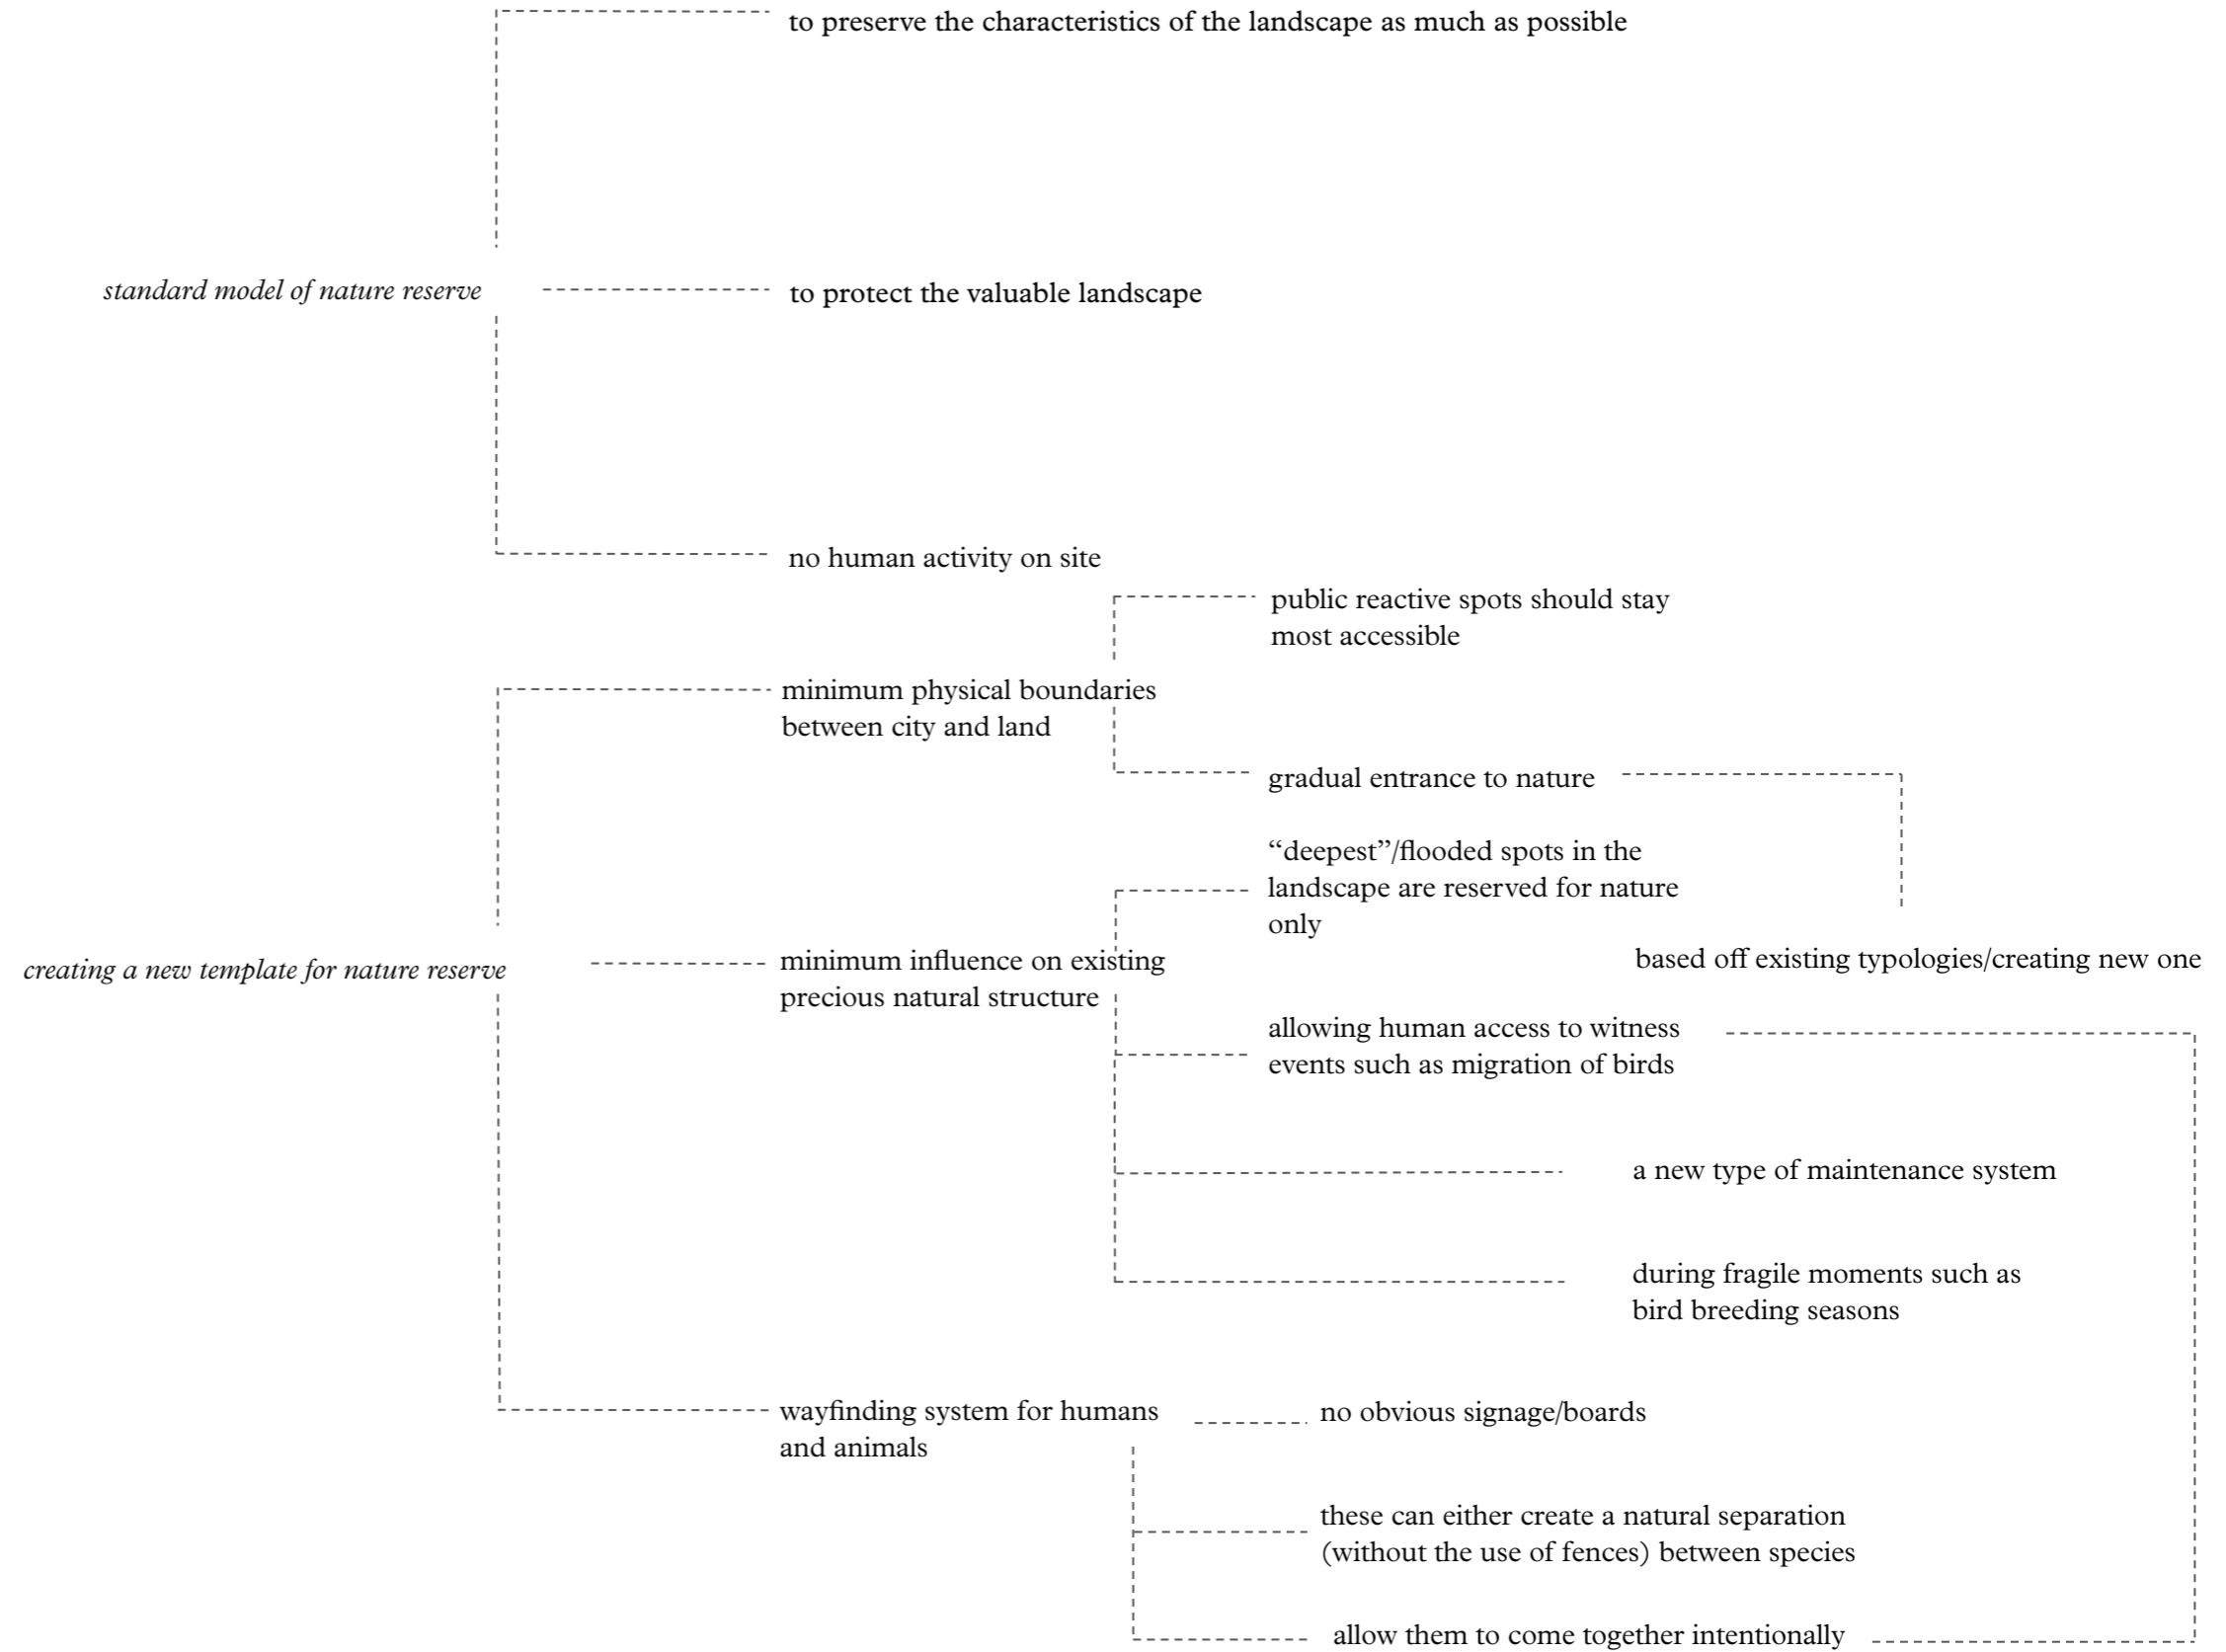 to preserve the characteristics of the landscape as much as possible
standard model of nature reserve
to protect the valuable landscape
no human activity on site
public reactive spots should stay
most accessible
minimum physical boundaries
between city and land
gradual entrance to nature
“deepest”/flooded spots in the
landscape are reserved for nature
only
creating a new template for nature reserve
minimum influence on existing
precious natural structure
based off existing typologies/creating new one
allowing human access to witness
events such as migration of birds
a new type of maintenance system
during fragile moments such as
bird breeding seasons
wayfinding system for humans
and animals
no obvious signage/boards
these can either create a natural separation
(without the use of fences) between species
allow them to come together intentionally